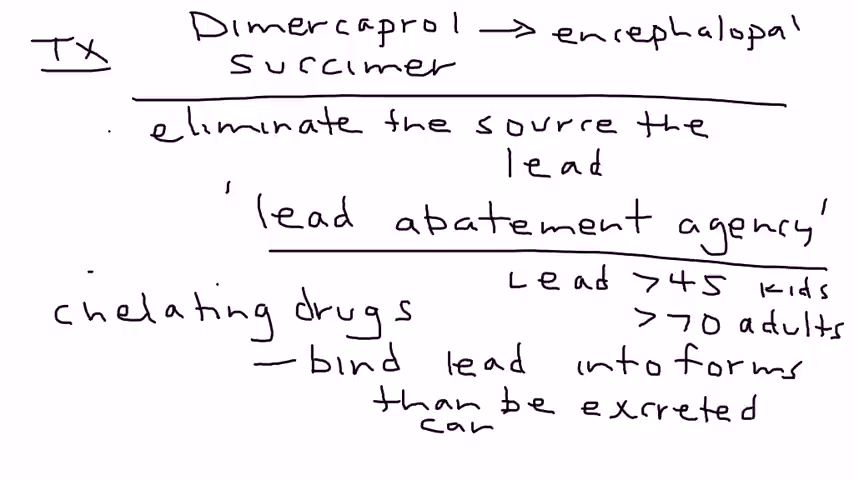 TX Dimercaprol → encephalopal
succimer
eliminate the source the
lead
'lead abatement agency'
Lead >45 kids
chelating drugs >70 adults
— bind lead into forms
than be excreted
can